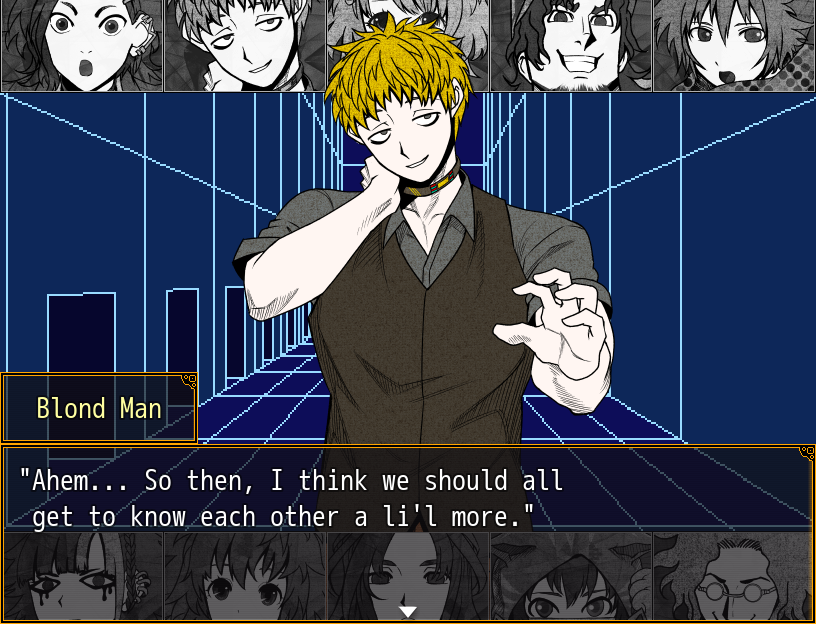 Blond Man
"Ahem... So then, I think we should all
get to know each other a li'l more."